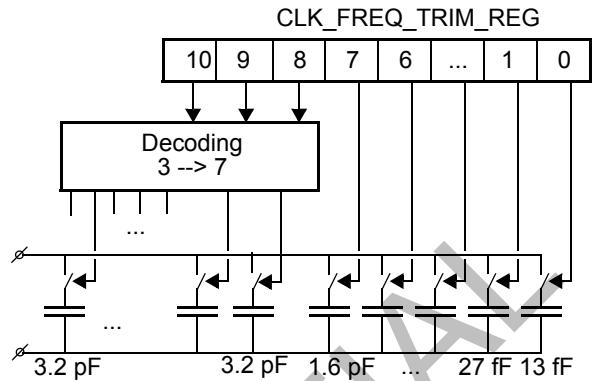 CLK_FREQ_TRIM_REG
10 9 8 7 6 ... 1 0
Decoding
3 --> 7
...
...
3.2 pF 3.2 pF 1.6 pF ... 27 fF 13 fF